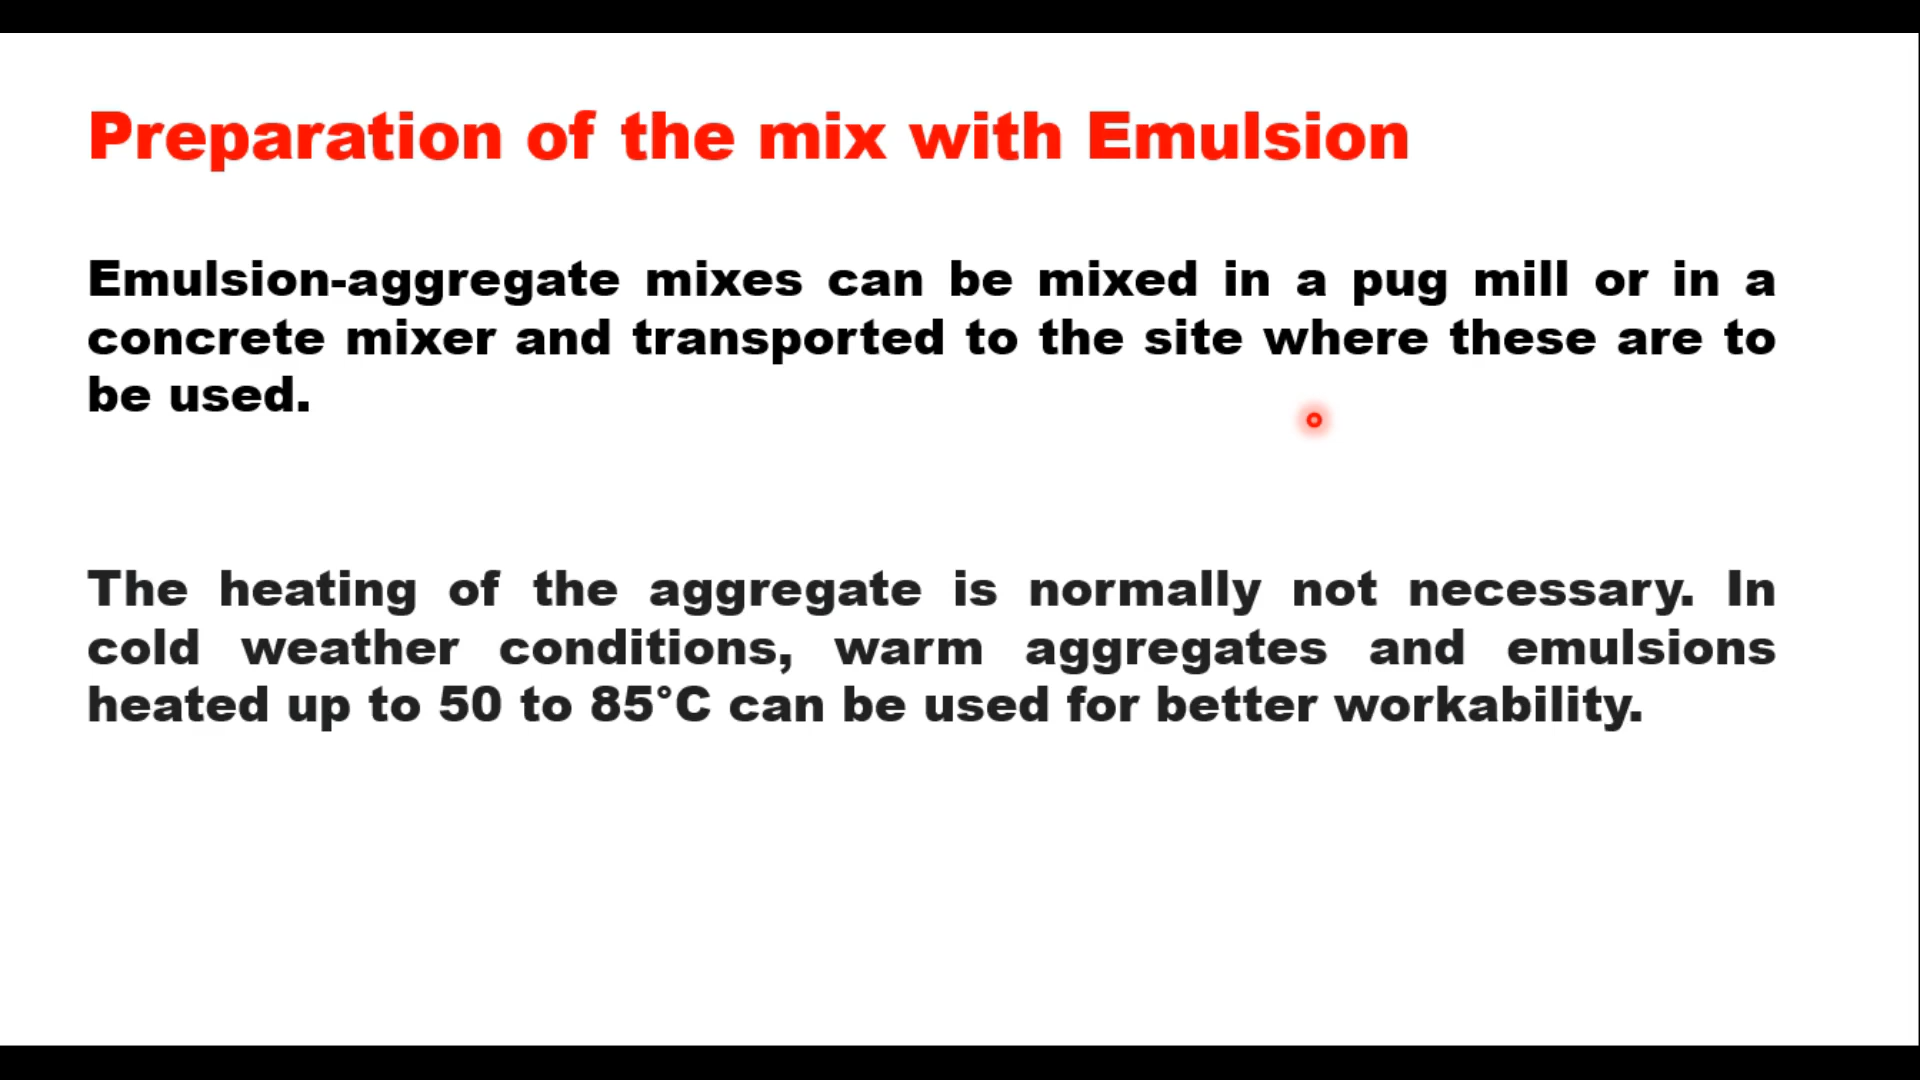 Preparation of the mix with Emulsion
Emulsion-aggregate mixes can be mixed in a pug mill or in a
concrete mixer and transported to the site where these are to
be used.
The heating of the aggregate is normally not necessary. In
cold weather conditions, warm aggregates and emulsions
heated up to 50 to 85°C can be used for better workability.